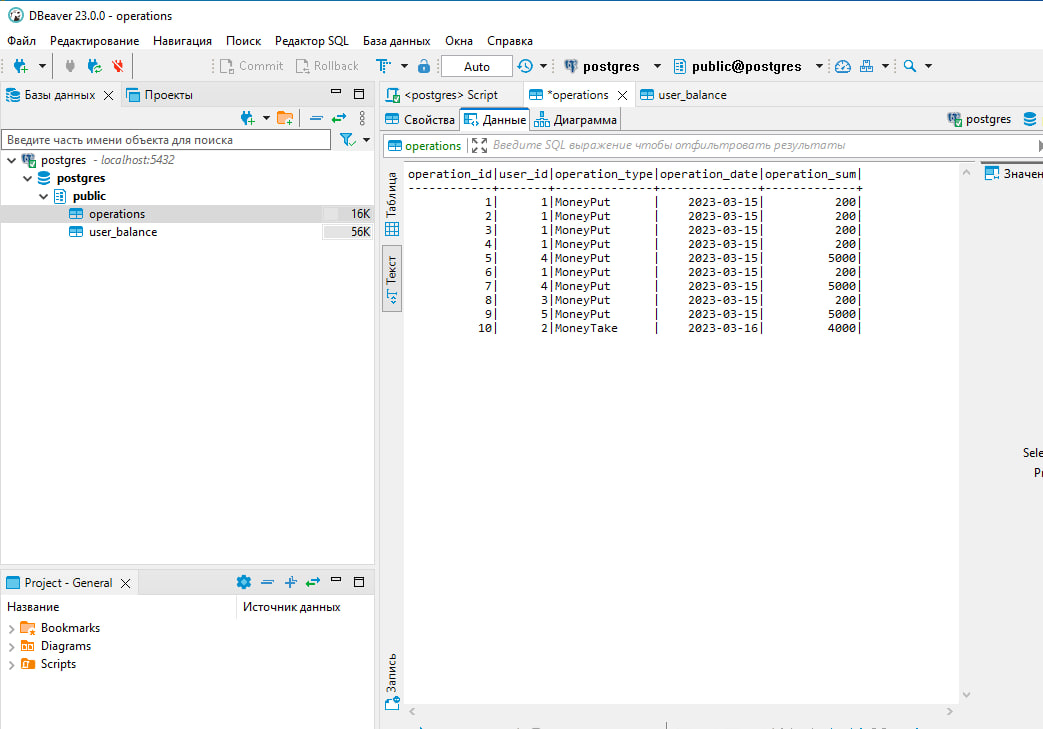 DBeaver 23.0.0 - operations
Файл Редактирование Навигация Поиск Редактор SQL База данных Окна Справка
Commit Rollback Auto postgres public@postgres
Базы данных Проекты
Введите часть имени объекта для поиска
postgres - localhost:5432
postgres
public
operations 16K
user_balance 56K
Project - General
Название Источник данных
Bookmarks
Diagrams
Scripts
<postgres> Script *operations user_balance
Свойства Данные Диаграмма postgres
operations Введите SQL выражение чтобы отфильтровать результаты
Таблица
Текст
Запись
operation_id|user_id|operation_type|operation_date|operation_sum|
------------+-------+--------------+--------------+-------------+
1| 1|MoneyPut | 2023-03-15| 200|
2| 1|MoneyPut | 2023-03-15| 200|
3| 1|MoneyPut | 2023-03-15| 200|
4| 1|MoneyPut | 2023-03-15| 200|
5| 4|MoneyPut | 2023-03-15| 5000|
6| 1|MoneyPut | 2023-03-15| 200|
7| 4|MoneyPut | 2023-03-15| 5000|
8| 3|MoneyPut | 2023-03-15| 200|
9| 5|MoneyPut | 2023-03-15| 5000|
10| 2|MoneyTake | 2023-03-16| 4000|